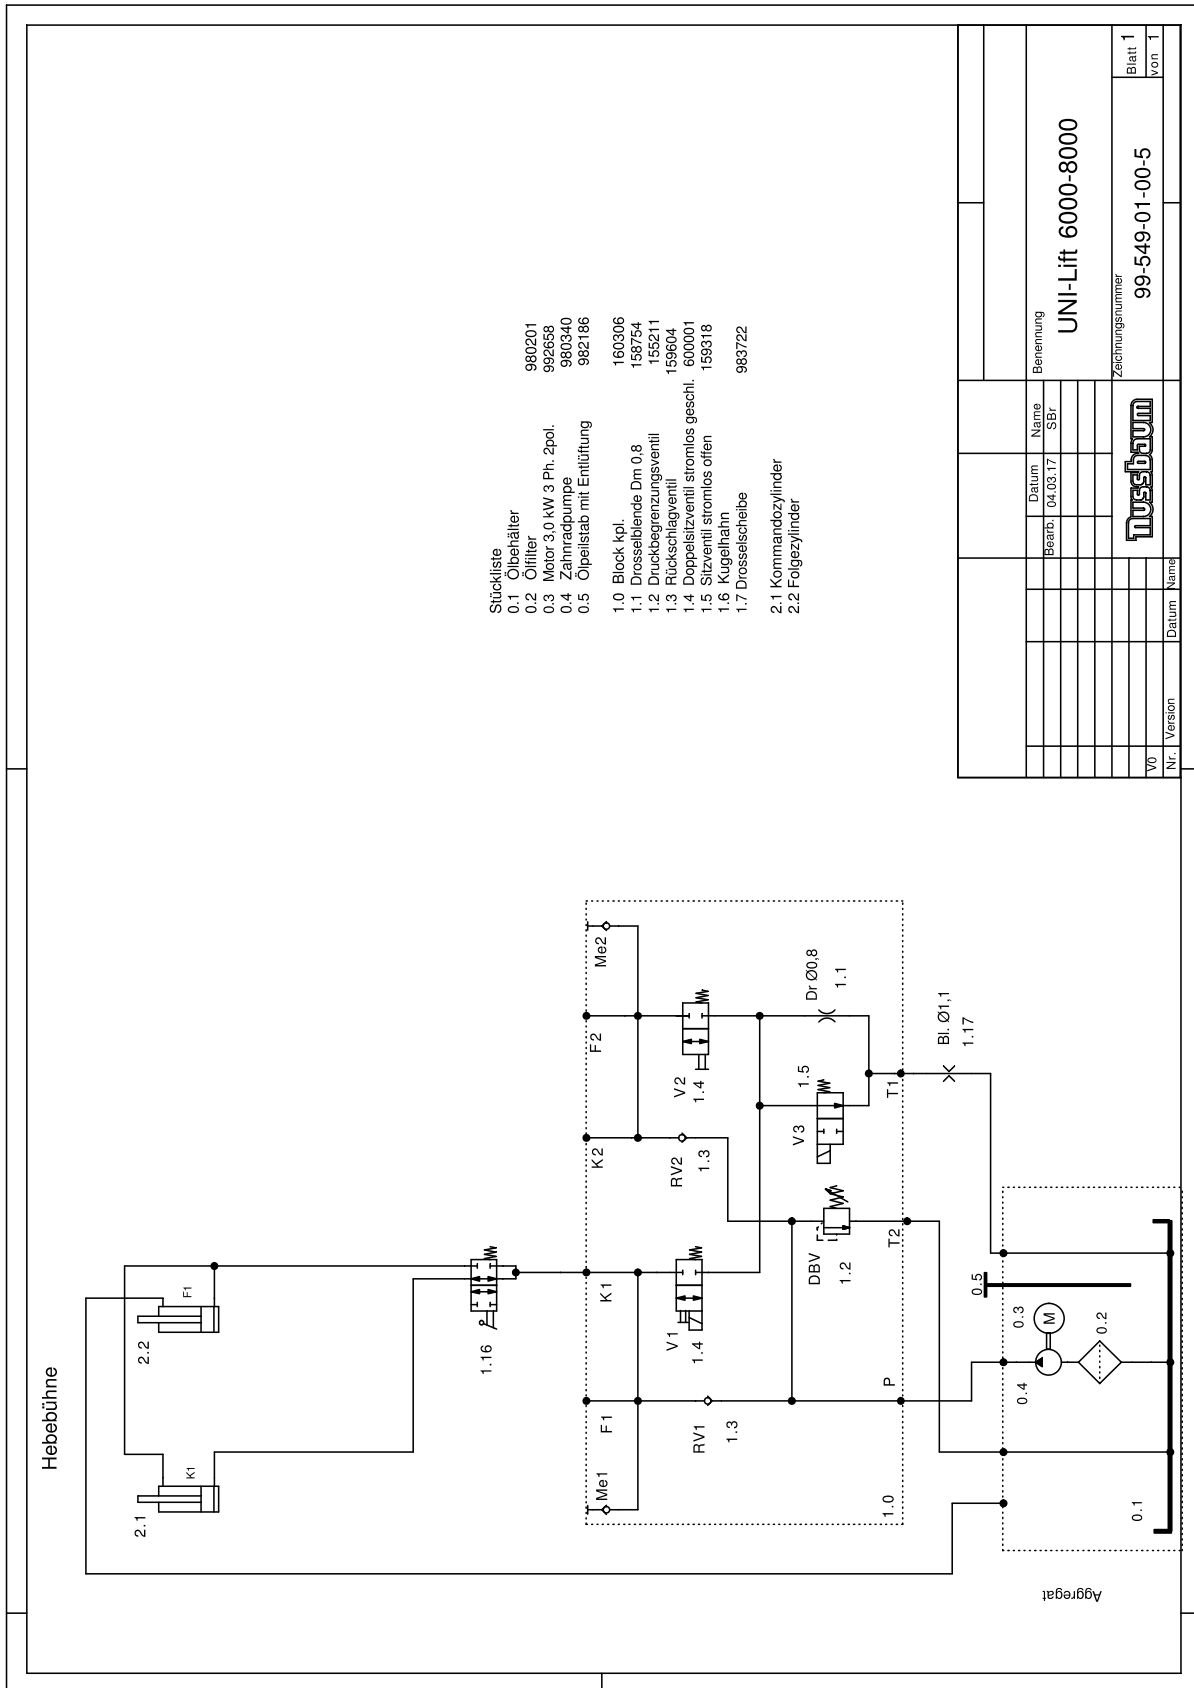 Hebebühne
2.1
K1
2.2
F1
1.16
Me1
F1
K1
K2
F2
Me2
RV1
1.3
V1
1.4
RV2
1.3
V2
1.4
V3
1.5
Dr Ø0,8
1.1
DBV
1.2
1.0
P
T2
T1
Bl. Ø1,1
1.17
Aggregat
0.1
0.4
0.3
M
0.2
0.5
Stückliste
0.1 Ölbehälter
0.2 Ölfilter 980201
0.3 Motor 3,0 kW 3 Ph. 2pol. 992658
0.4 Zahnradpumpe 980340
0.5 Ölpeilstab mit Entlüftung 982186
1.0 Block kpl. 160306
1.1 Drosselblende Dm 0,8 158754
1.2 Druckbegrenzungsventil 155211
1.3 Rückschlagventil 159604
1.4 Doppelsitzventil stromlos geschl. 600001
1.5 Sitzventil stromlos offen 159318
1.6 Kugelhahn
1.7 Drosselscheibe 983722
2.1 Kommandozylinder
2.2 Folgezylinder
Datum Name
Bearb. 04.03.17 SBr
Benennung
UNI-Lift 6000-8000
Nussbaum
Zeichnungsnummer
99-549-01-00-5
Blatt 1
von 1
V0
Nr. Version Datum Name